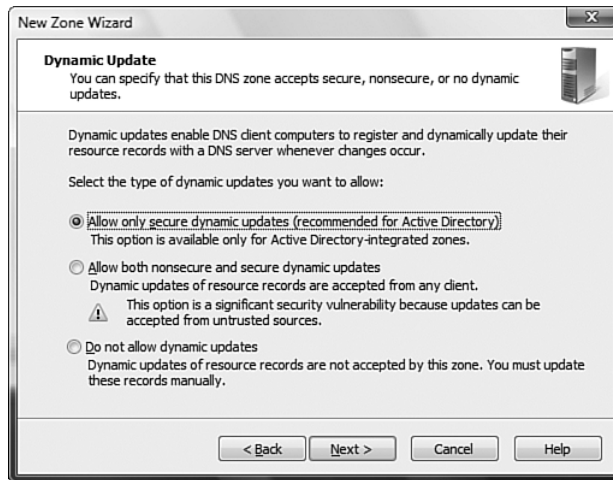 New Zone Wizard
Dynamic Update
You can specify that this DNS zone accepts secure, nonsecure, or no dynamic
updates.
Dynamic updates enable DNS client computers to register and dynamically update their
resource records with a DNS server whenever changes occur.
Select the type of dynamic updates you want to allow:
Allow only secure dynamic updates (recommended for Active Directory)
This option is available only for Active Directory-integrated zones.
Allow both nonsecure and secure dynamic updates
Dynamic updates of resource records are accepted from any client.
This option is a significant security vulnerability because updates can be
accepted from untrusted sources.
Do not allow dynamic updates
Dynamic updates of resource records are not accepted by this zone. You must update
these records manually.
< Back Next > Cancel Help